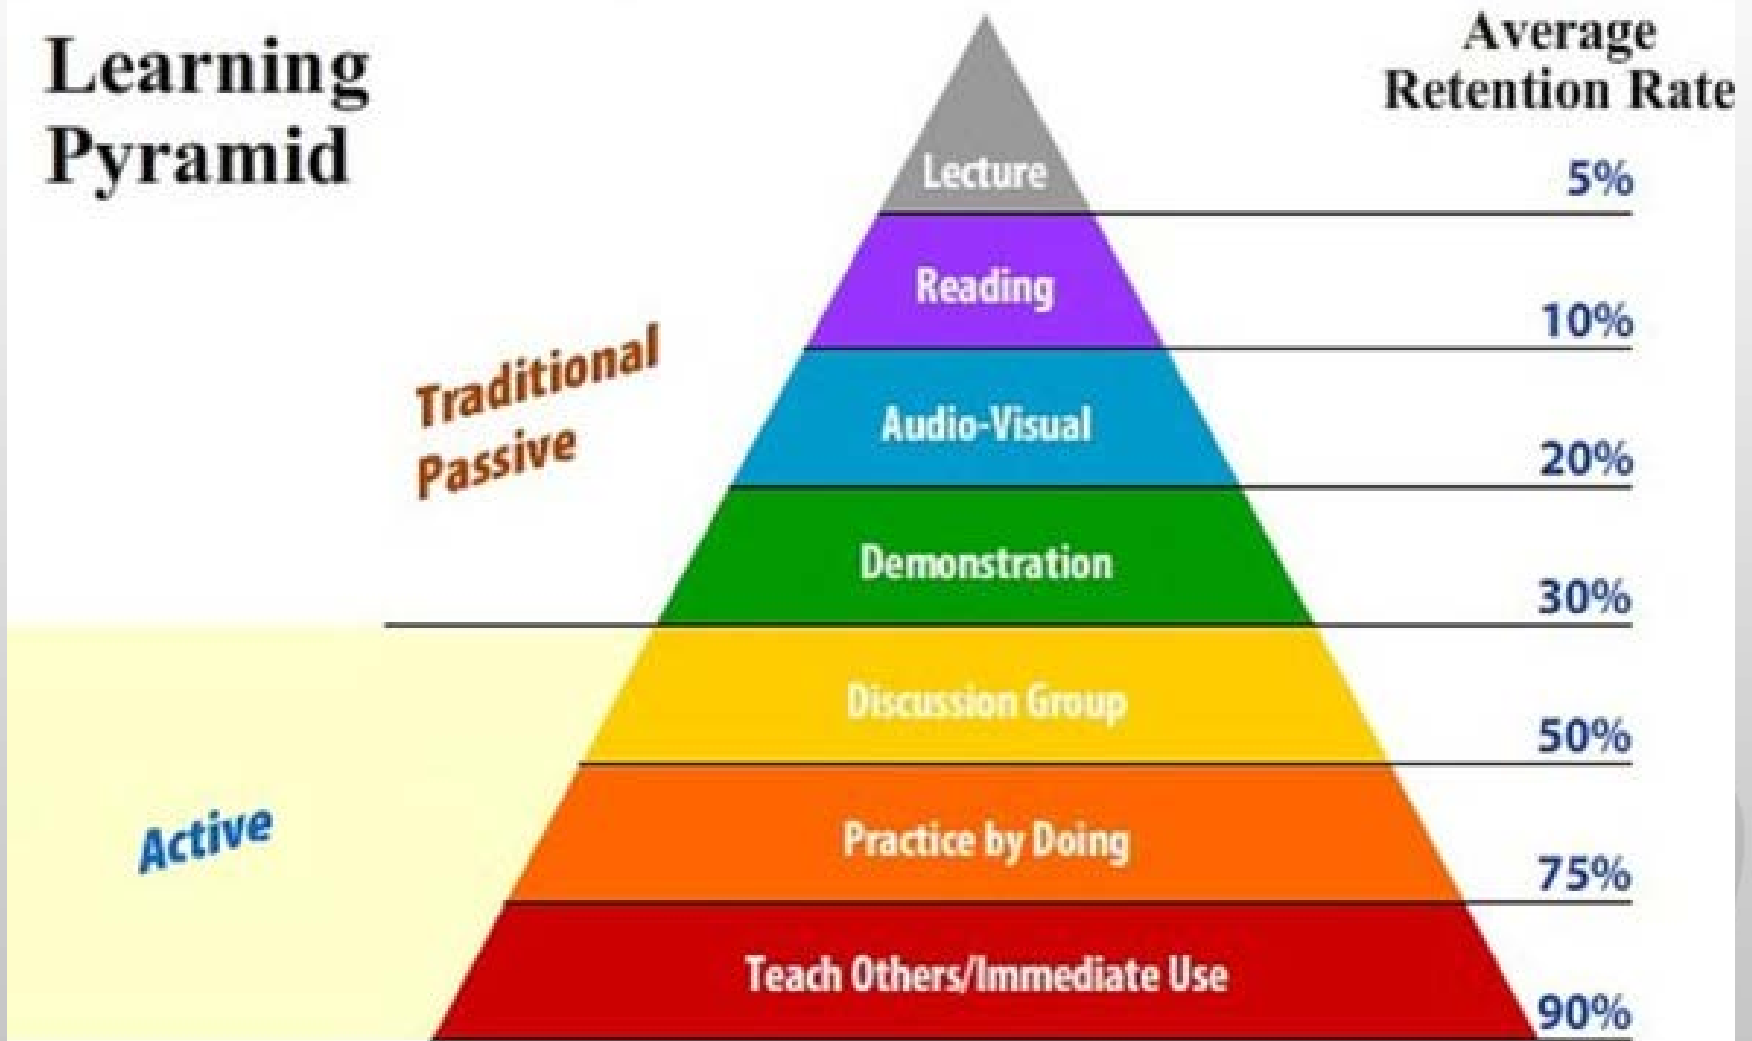 Learning
Pyramid
Average
Retention Rate
Lecture
5%
Reading
10%
Traditional
Passive
Audio-Visual
20%
Demonstration
30%
Discussion Group
50%
Active
Practice by Doing
75%
Teach Others/Immediate Use
90%